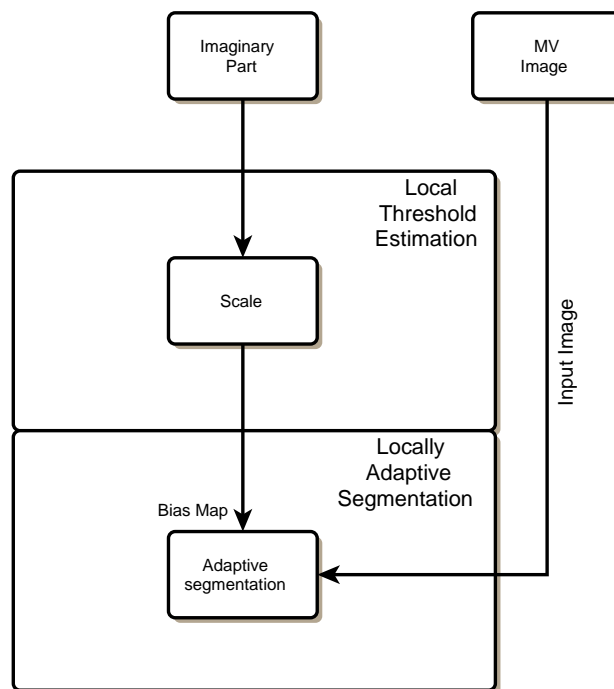 Imaginary
Part
MV
Image
Local
Threshold
Estimation
Scale
Input Image
Locally
Adaptive
Segmentation
Bias Map
Adaptive
segmentation